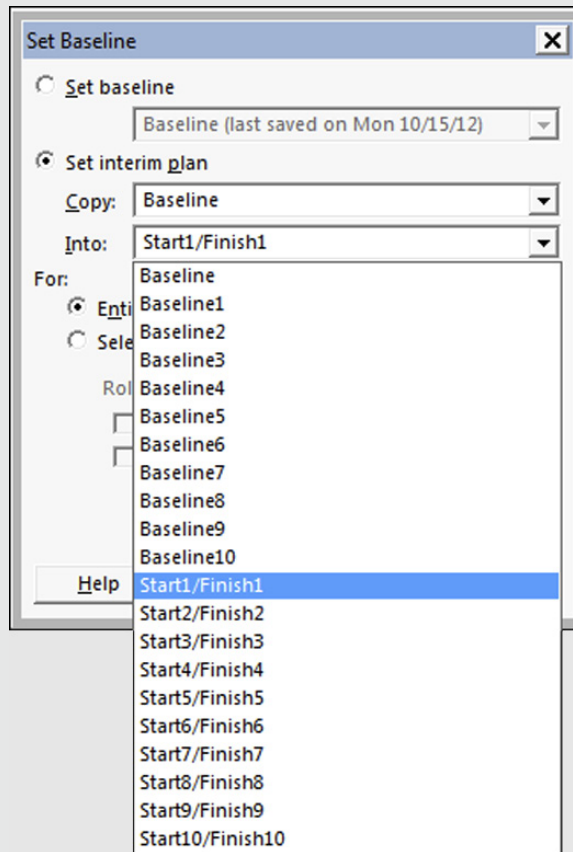 Set Baseline
Set baseline
Baseline (last saved on Mon 10/15/12)
Set interim plan
Copy: Baseline
Into: Start1/Finish1
For:
Baseline
Baseline1
Baseline2
Baseline3
Baseline4
Baseline5
Baseline6
Baseline7
Baseline8
Baseline9
Baseline10
Help Start1/Finish1
Start2/Finish2
Start3/Finish3
Start4/Finish4
Start5/Finish5
Start6/Finish6
Start7/Finish7
Start8/Finish8
Start9/Finish9
Start10/Finish10